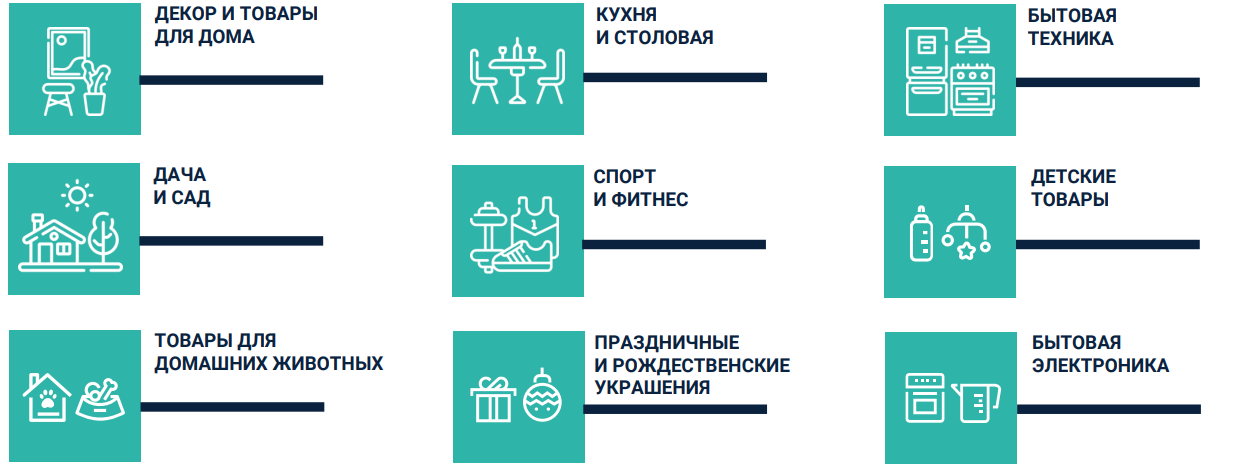 ДЕКОР И ТОВАРЫ
ДЛЯ ДОМА
КУХНЯ
И СТОЛОВАЯ
БЫТОВАЯ
ТЕХНИКА
ДАЧА
И САД
СПОРТ
И ФИТНЕС
1
ДЕТСКИЕ
ТОВАРЫ
ТОВАРЫ ДЛЯ
ДОМАШНИХ ЖИВОТНЫХ
ПРАЗДНИЧНЫЕ
И РОЖДЕСТВЕНСКИЕ
УКРАШЕНИЯ
БЫТОВАЯ
ЭЛЕКТРОНИКА